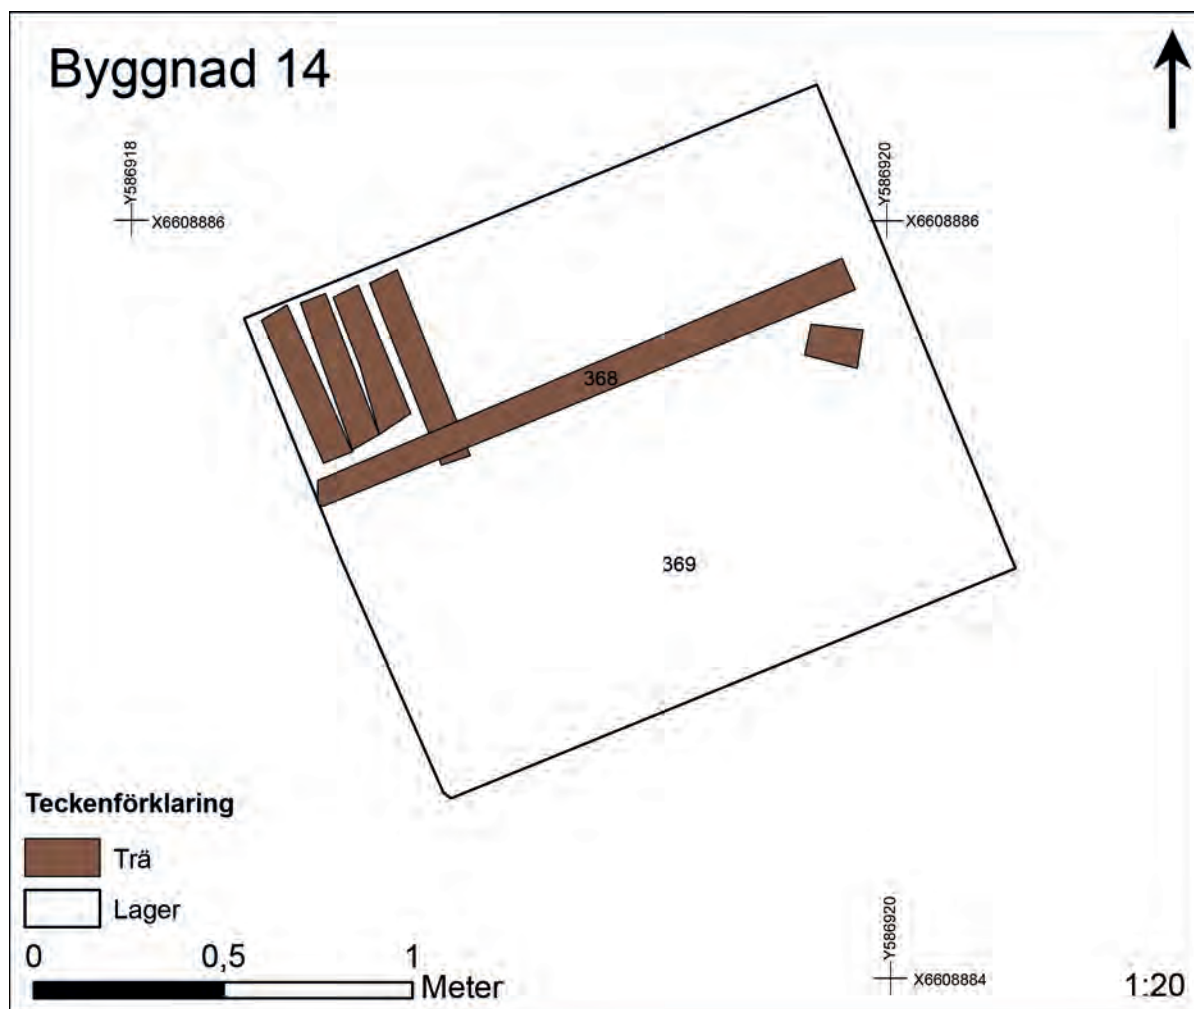 Byggnad 14
Y586918
X6608886
Y586920
X6608886
368
369
Teckenförklaring
Trä
Lager
0 0,5 1
Meter
Y586920
X6608884
1:20